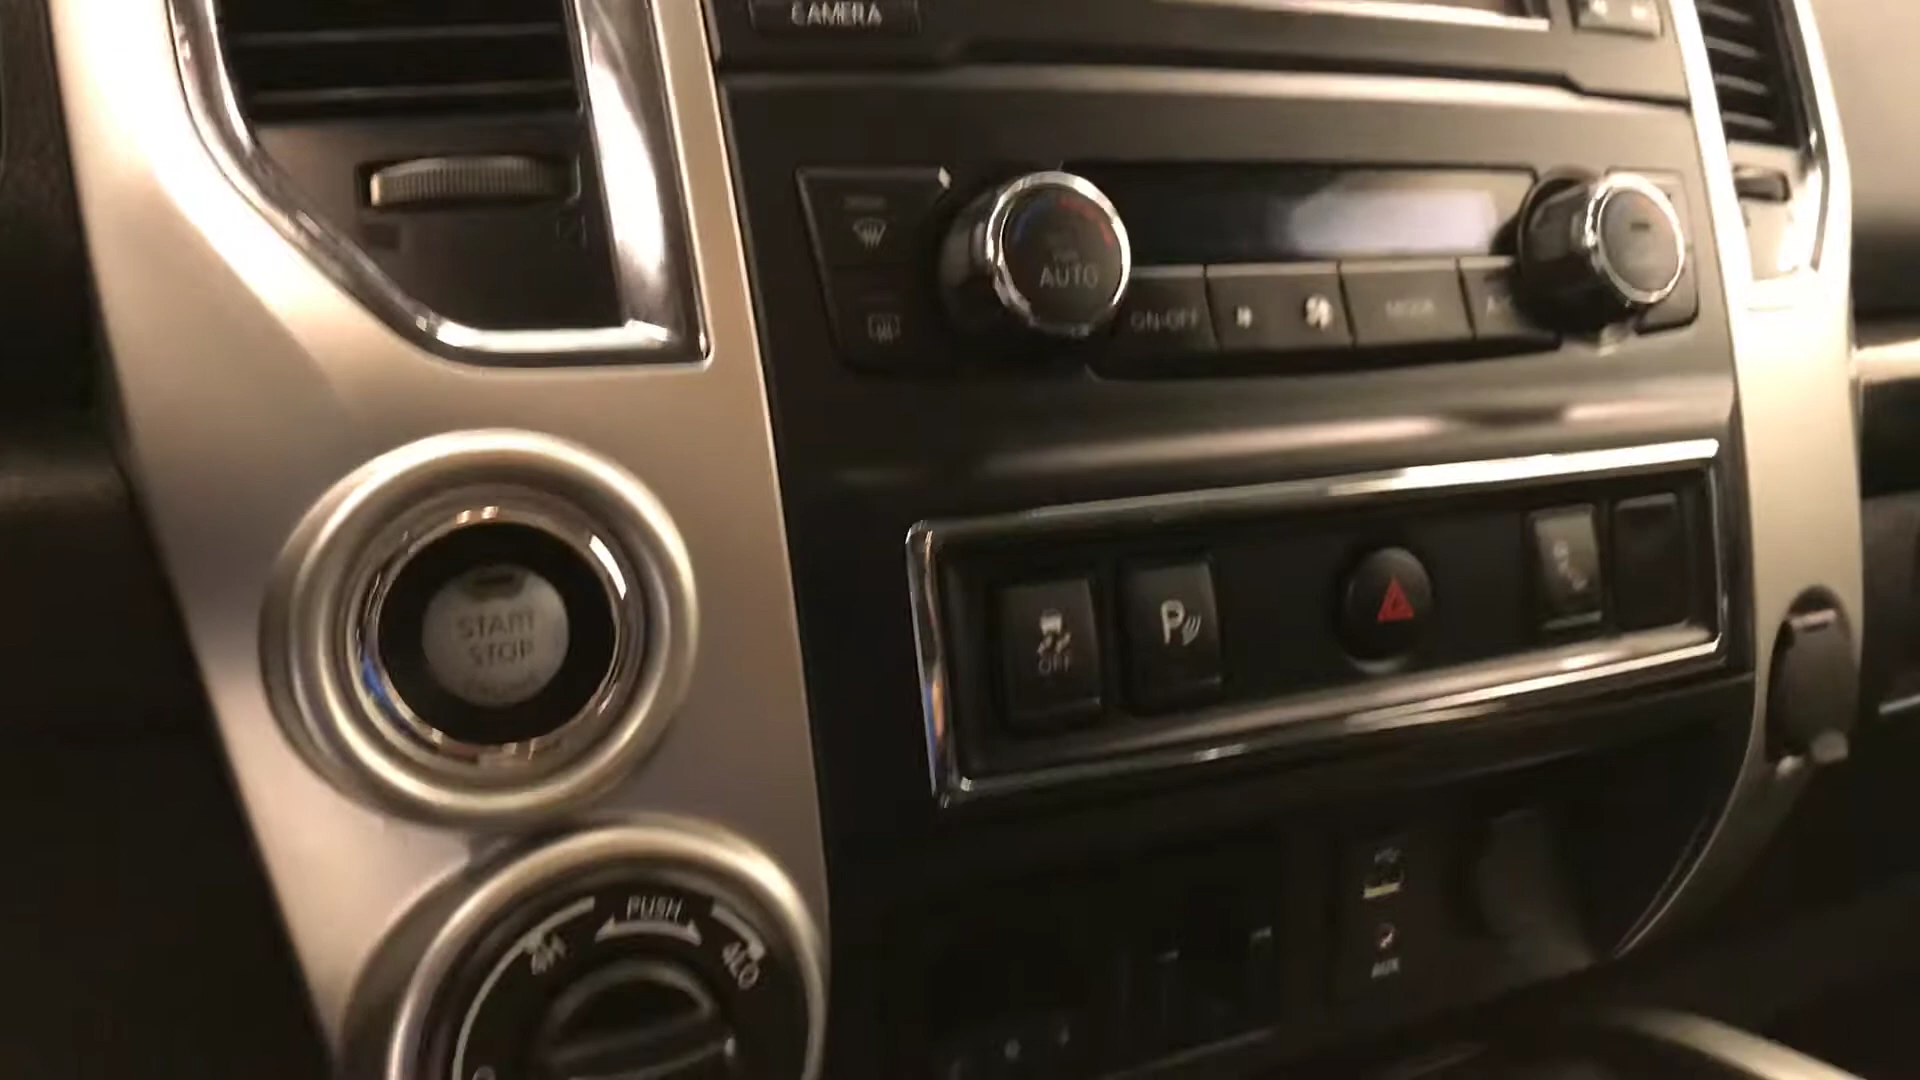 CAMERA
AUTO
ON-OFF
MODE
START
STOP
OFF
P
PUSH
4H
4LO
AUX